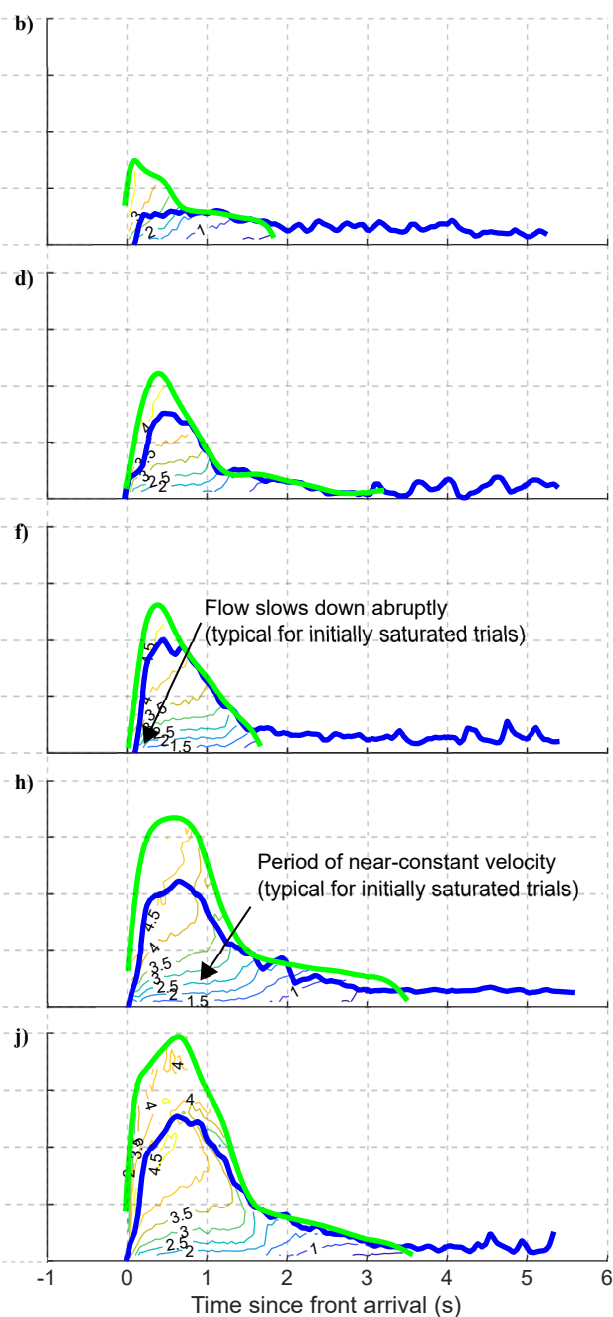 b)
3
2
1
d)
4
3.5
3
2.5
2
f)
Flow slows down abruptly
(typical for initially saturated trials)
4.5
4
3.5
2.5
2
1.5
h)
Period of near-constant velocity
(typical for initially saturated trials)
4.5
4
3.5
3
2.5
2
1.5
1
j)
4
4
4
3.5
4.5
3.5
3
2.5
2
1
-1 0 1 2 3 4 5 6
Time since front arrival (s)